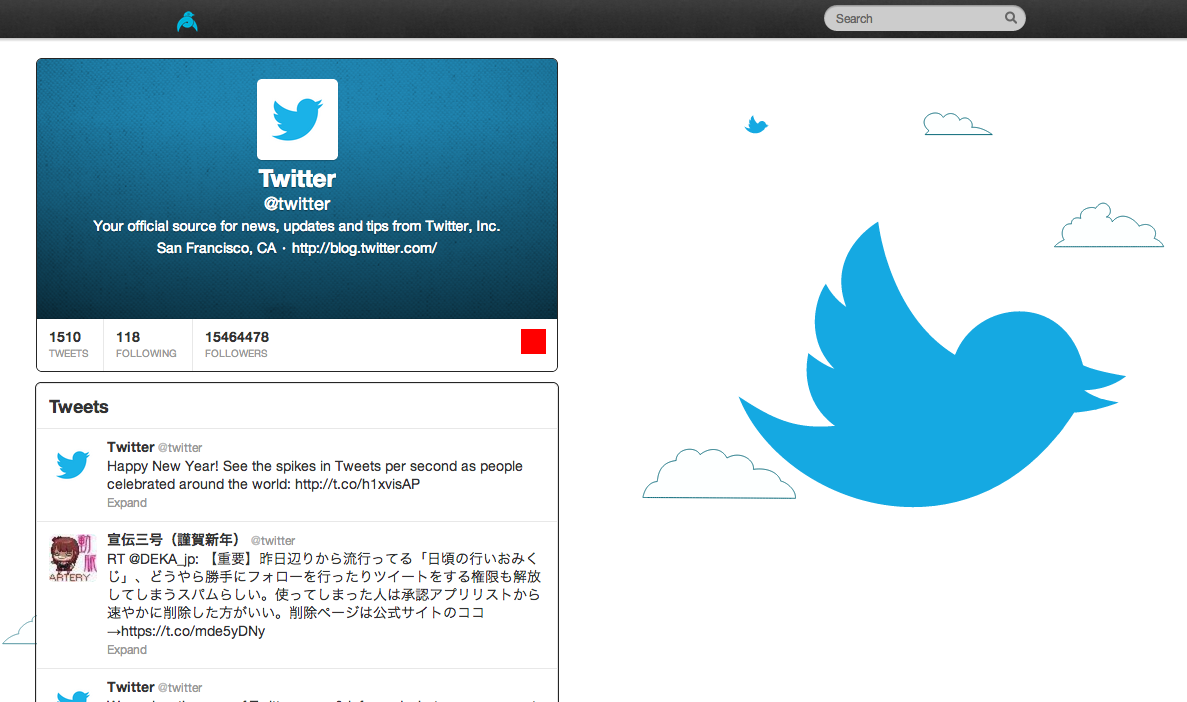 Search
Twitter
@twitter
Your official source for news, updates and tips from Twitter, Inc.
San Francisco, CA · http://blog.twitter.com/
1510
TWEETS
118
FOLLOWING
15464478
FOLLOWERS
Tweets
Twitter @twitter
Happy New Year! See the spikes in Tweets per second as people
celebrated around the world: http://t.co/h1xvisAP
Expand
宣伝三号（謹賀新年） @twitter
ARTERY
RT @DEKA_jp: 【重要】昨日辺りから流行ってる「日頃の行いおみく
じ」、どうやら勝手にフォローを行ったりツイートをする権限も解放
してしまうスパムらしい。使ってしまった人は承認アプリリストから
速やかに削除した方がいい。削除ページは公式サイトのココ
→https://t.co/mde5yDNy
Expand
Twitter @twitter